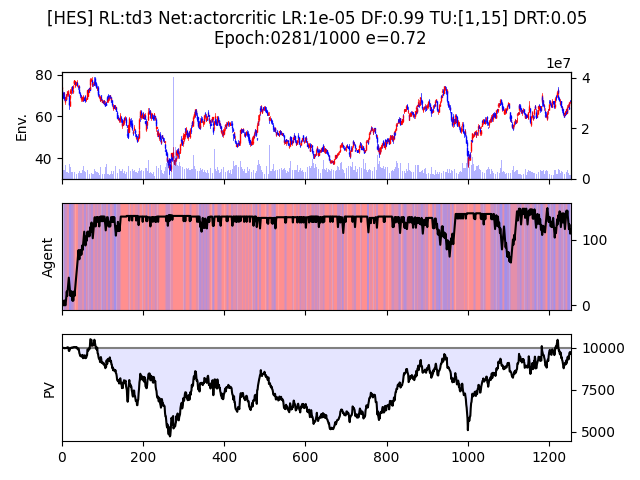 [HES] RL:td3 Net:actorcritic LR:1e-05 DF:0.99 TU:[1,15] DRT:0.05
Epoch:0281/1000 e=0.72
1e7
80
60
40
Env.
4
2
0
Agent
100
0
PV
10000
7500
5000
0 200 400 600 800 1000 1200